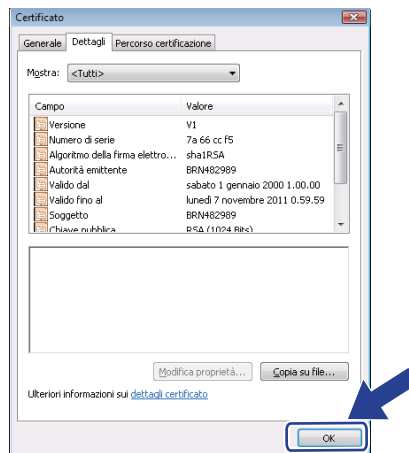 Certificato
Generale Dettagli Percorso certificazione
Mostra: <Tutti>
Campo Valore
Versione V1
Numero di serie 7a 66 cc f5
Algoritmo della firma elettro... sha1RSA
Autorità emittente BRN482989
Valido dal sabato 1 gennaio 2000 1.00.00
Valido fino al lunedì 7 novembre 2011 0.59.59
Soggetto BRN482989
Chiave pubblica RSA (1024 Bits)
Modifica proprietà... Copia su file...
Ulteriori informazioni sui dettagli certificato
OK